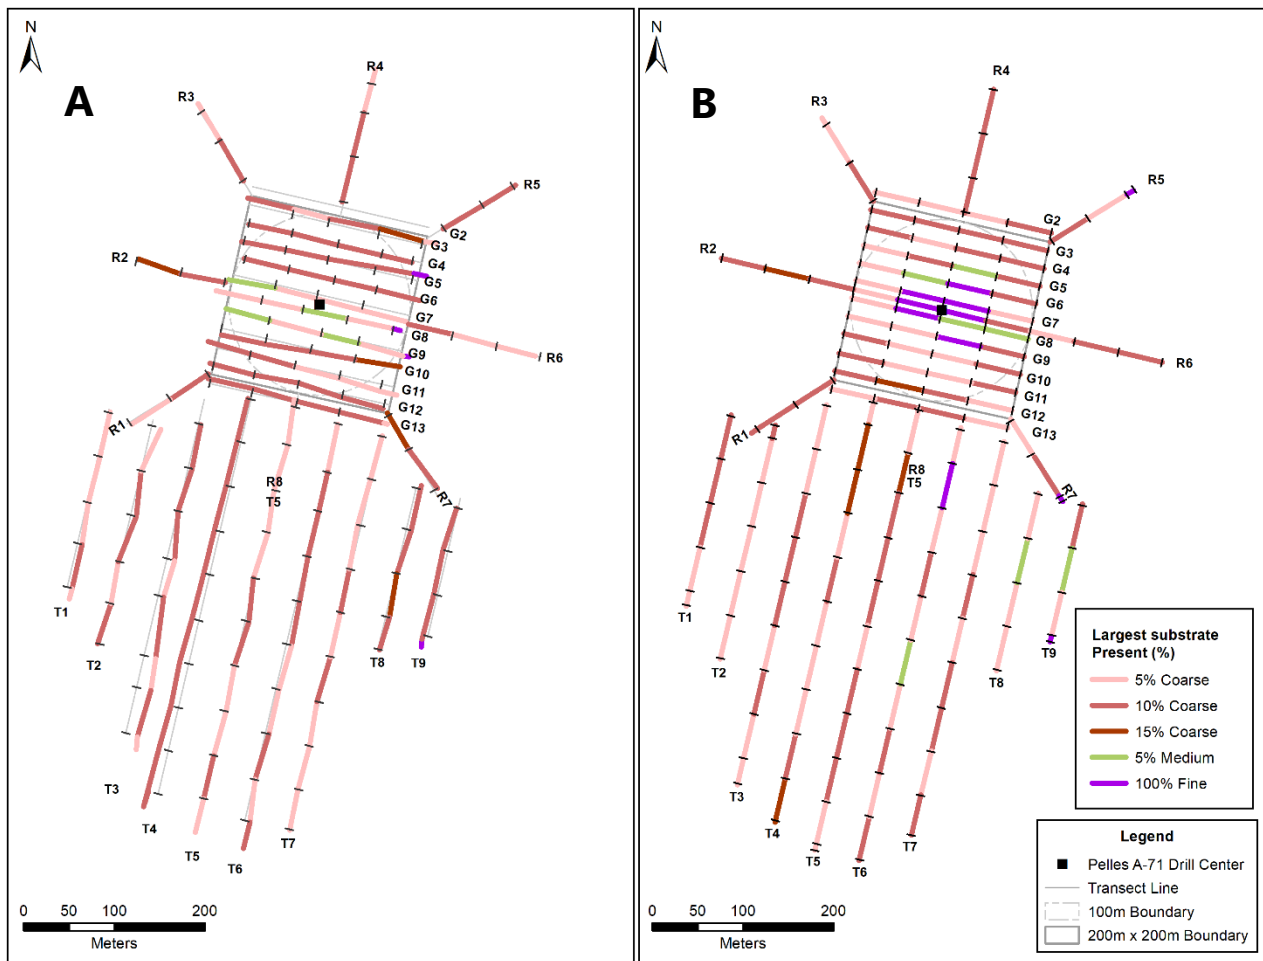 N
A
R4
R3
R5
G2
G3
G4
R2
G5
G6
G7
G8
G9
R6
G10
G11
G12
G13
R1
R8
T5
R7
T1
T2
T8
T9
T3
T4
T5
T6
T7
0 50 100 200
Meters
N
B
R4
R3
R5
G2
G3
R2
G4
G5
G6
G7
G8
G9
R6
G10
G11
G12
G13
R1
R8
T5
R7
T1
T2
T9
T8
T3
T4
T5
T6
T7
0 50 100 200
Meters
Largest substrate
Present (%)
5% Coarse
10% Coarse
15% Coarse
5% Medium
100% Fine
Legend
Pelles A-71 Drill Center
Transect Line
100m Boundary
200m x 200m Boundary